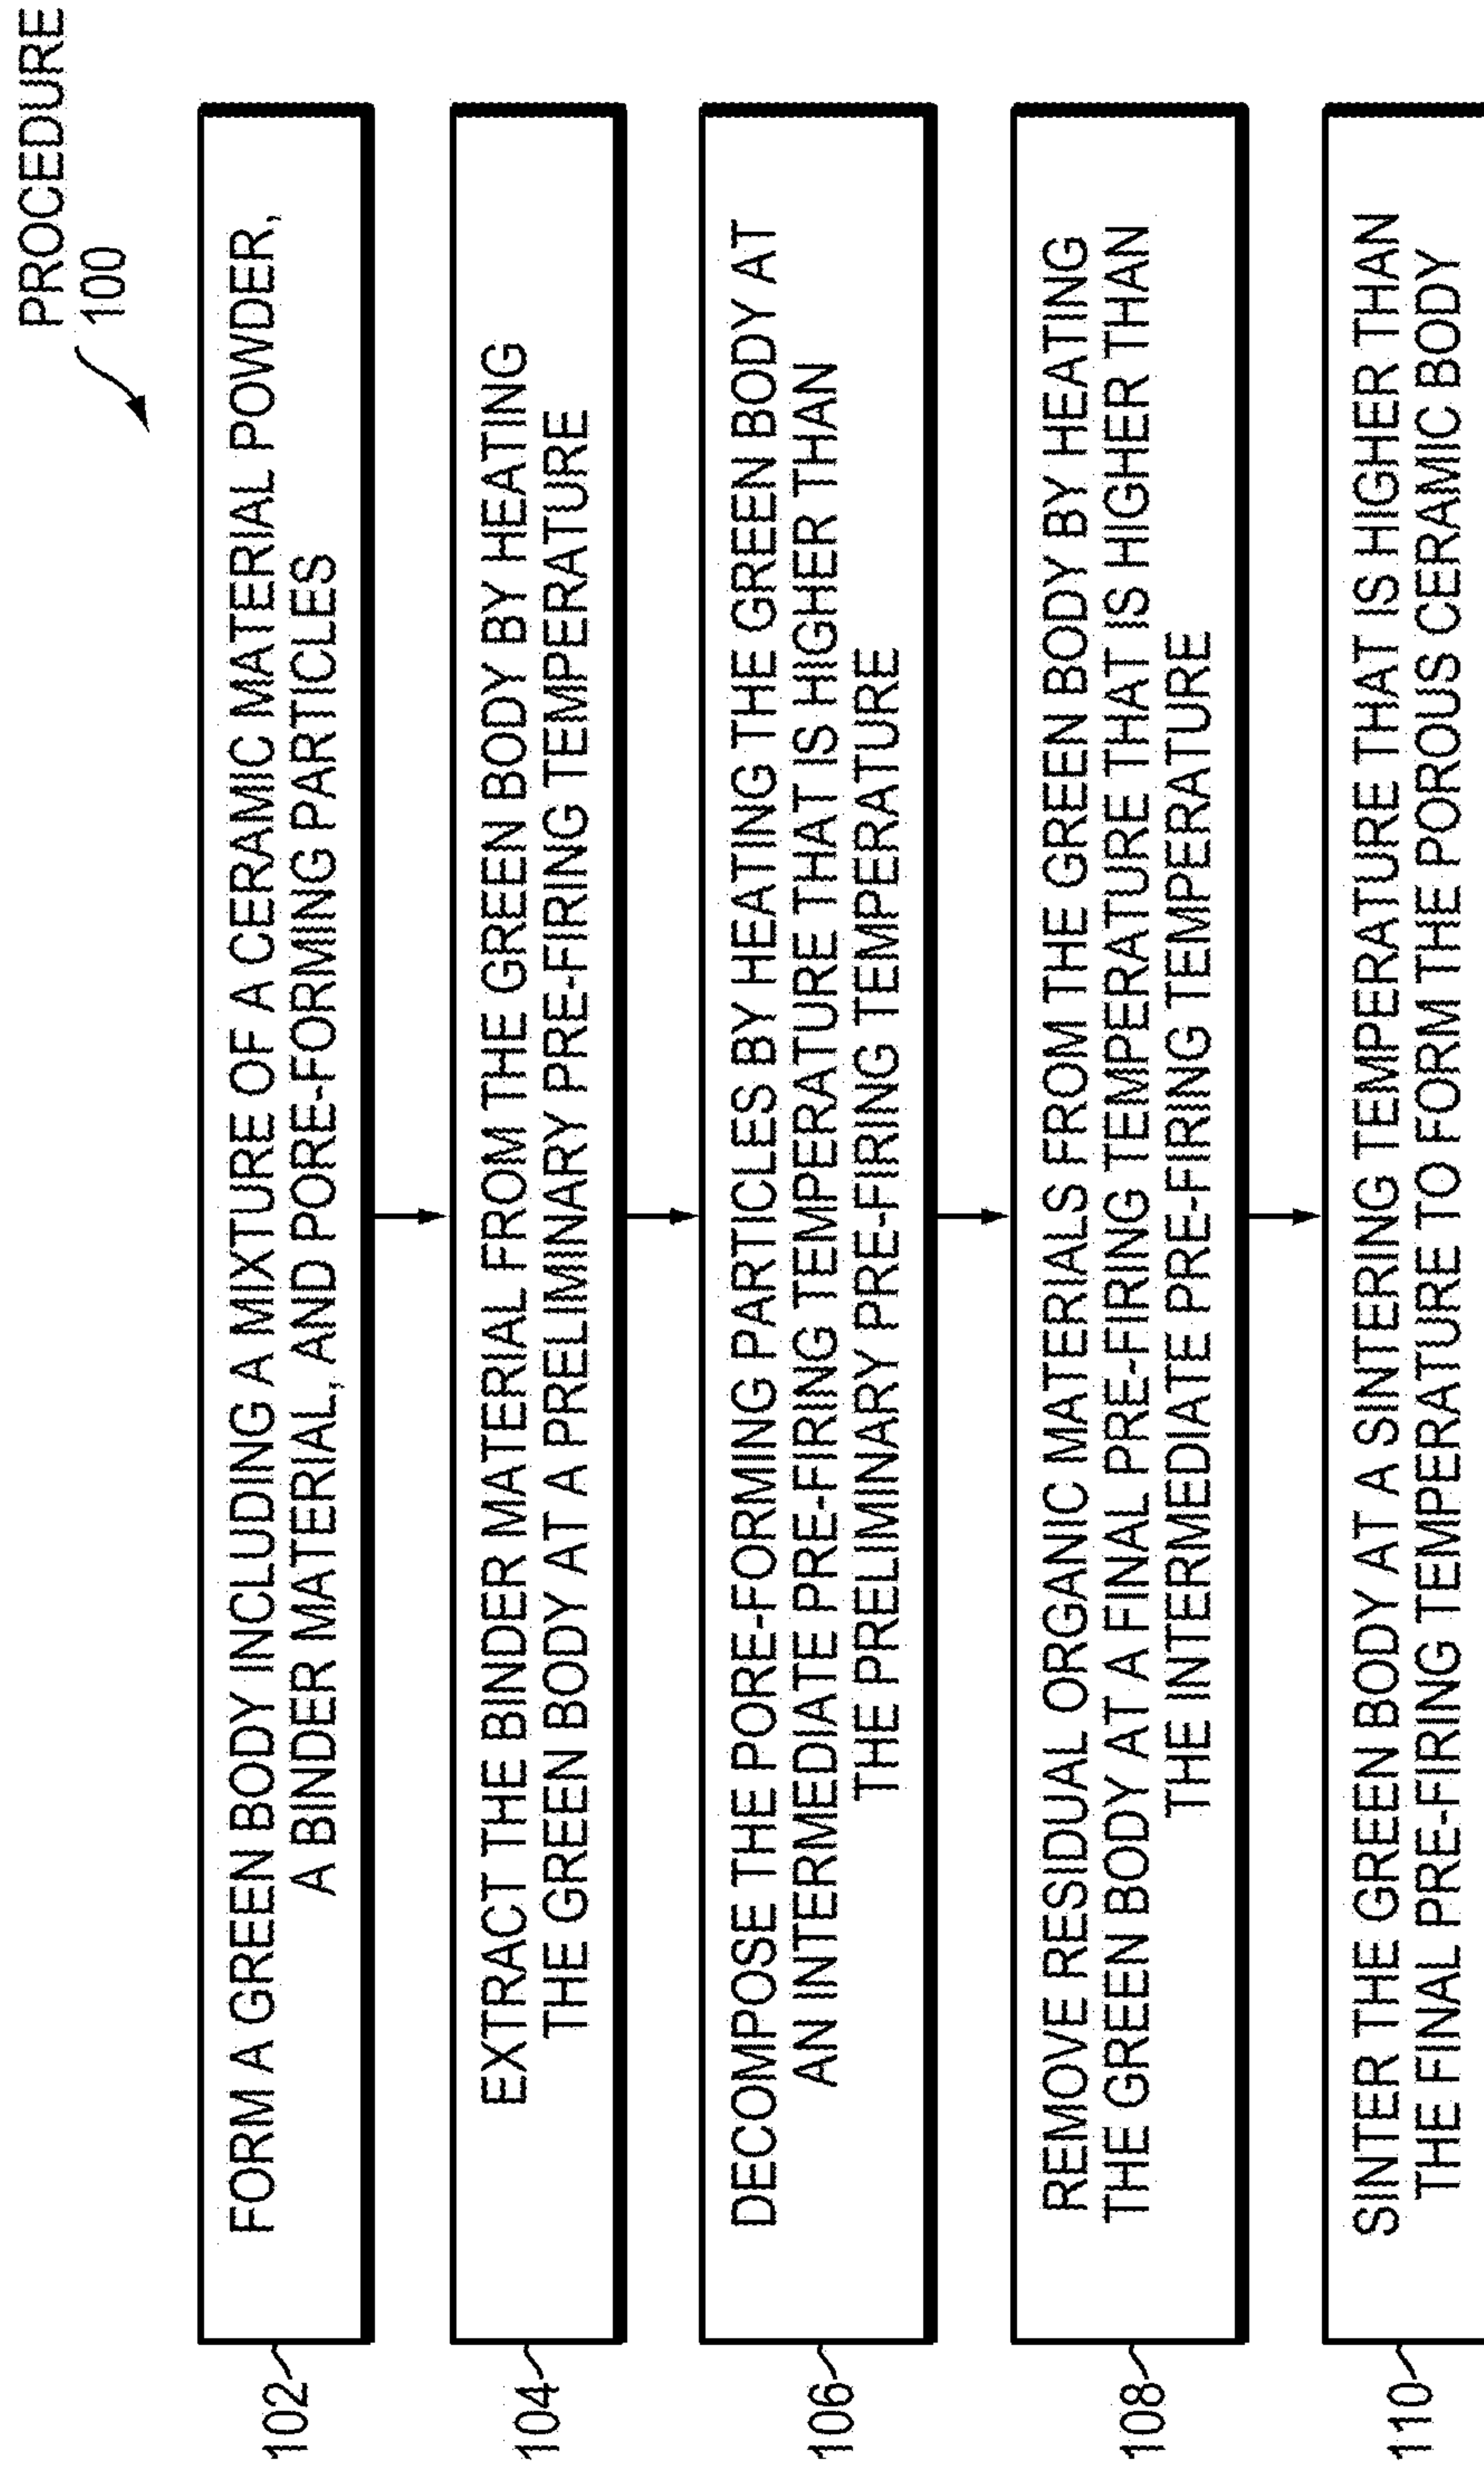 PROCEDURE
100
102
FORM A GREEN BODY INCLUDING A MIXTURE OF A CERAMIC MATERIAL POWDER,
A BINDER MATERIAL, AND PORE-FORMING PARTICLES
104
EXTRACT THE BINDER MATERIAL FROM THE GREEN BODY BY HEATING
THE GREEN BODY AT A PRELIMINARY PRE-FIRING TEMPERATURE
106
DECOMPOSE THE PORE-FORMING PARTICLES BY HEATING THE GREEN BODY AT
AN INTERMEDIATE PRE-FIRING TEMPERATURE THAT IS HIGHER THAN
THE PRELIMINARY PRE-FIRING TEMPERATURE
108
REMOVE RESIDUAL ORGANIC MATERIALS FROM THE GREEN BODY BY HEATING
THE GREEN BODY AT A FINAL PRE-FIRING TEMPERATURE THAT IS HIGHER THAN
THE INTERMEDIATE PRE-FIRING TEMPERATURE
110
SINTER THE GREEN BODY AT A SINTERING TEMPERATURE THAT IS HIGHER THAN
THE FINAL PRE-FIRING TEMPERATURE TO FORM THE POROUS CERAMIC BODY